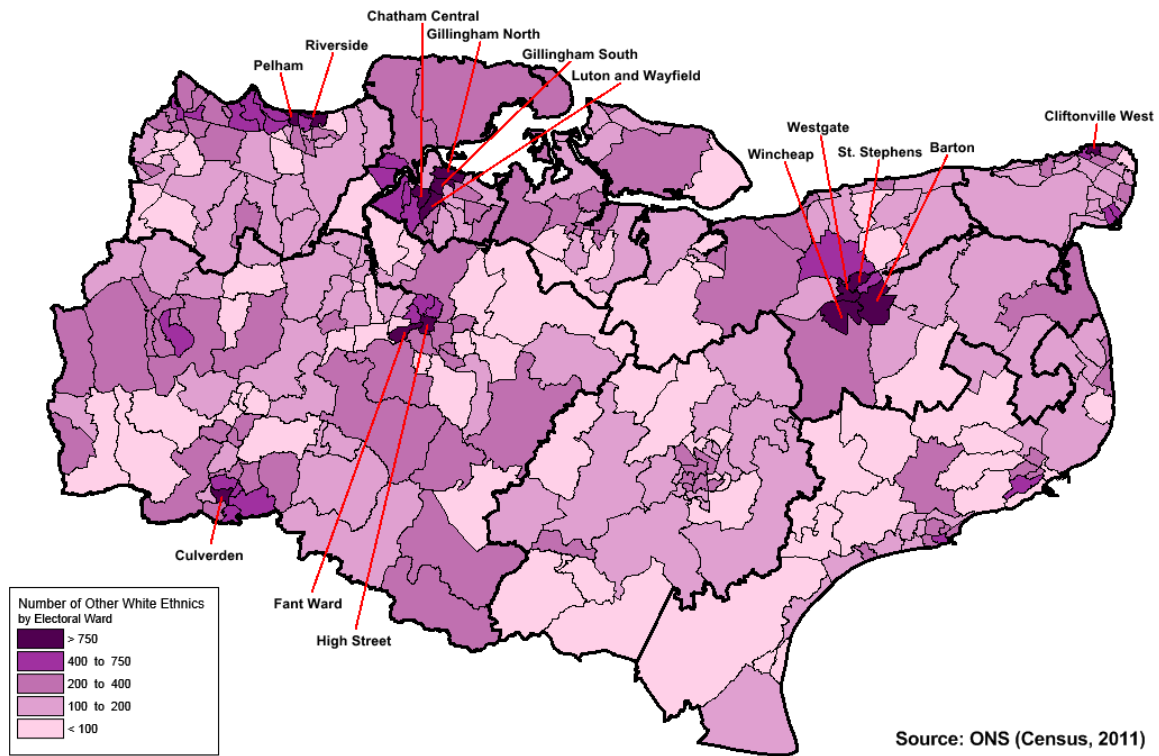 Chatham Central
Gillingham North
Riverside
Gillingham South
Pelham
Luton and Wayfield
Cliftonville West
Westgate
St. Stephens
Barton
Wincheap
Culverden
Fant Ward
High Street
Number of Other White Ethnics
by Electoral Ward
> 750
400 to 750
200 to 400
100 to 200
< 100
Source: ONS (Census, 2011)